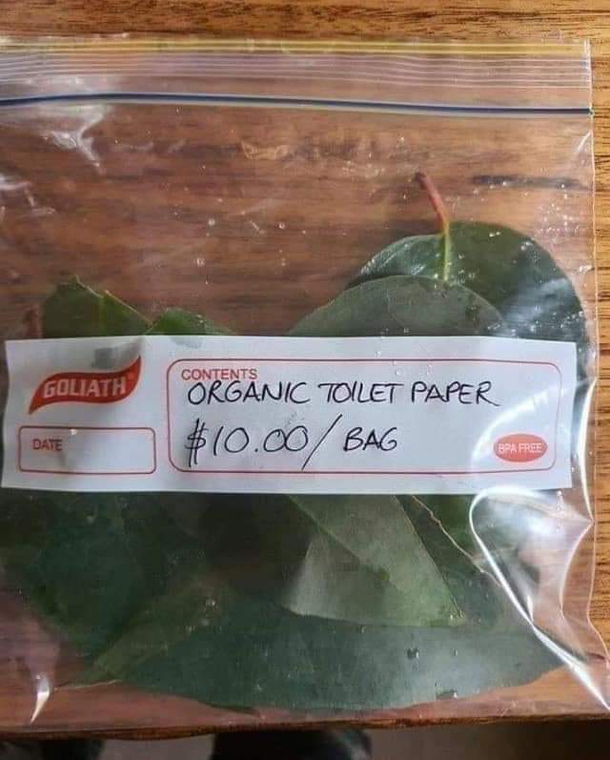 GOLIATH
CONTENTS
ORGANIC TOILET PAPER
$10.00/BAG
DATE
BPA FREE